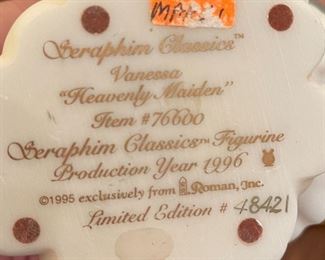 Seraphim Classics™
Vanessa
"Heavenly Maiden"
Item #76600
Seraphim Classics™ Figurine
Production Year 1996
©1995 exclusively from Roman, Inc.
Limited Edition # 48421